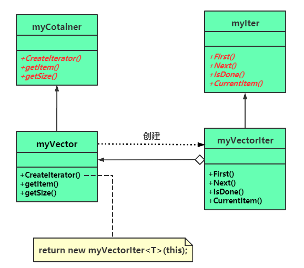 myCotainer
+CreateIterator()
+getItem()
+getSize()
myIter
+First()
+Next()
+IsDone()
+CurrentItem()
myVector
+CreateIterator()
+getItem()
+getSize()
创建
myVectorIter
+First()
+Next()
+IsDone()
+CurrentItem()
return new myVectorIter<T>(this);